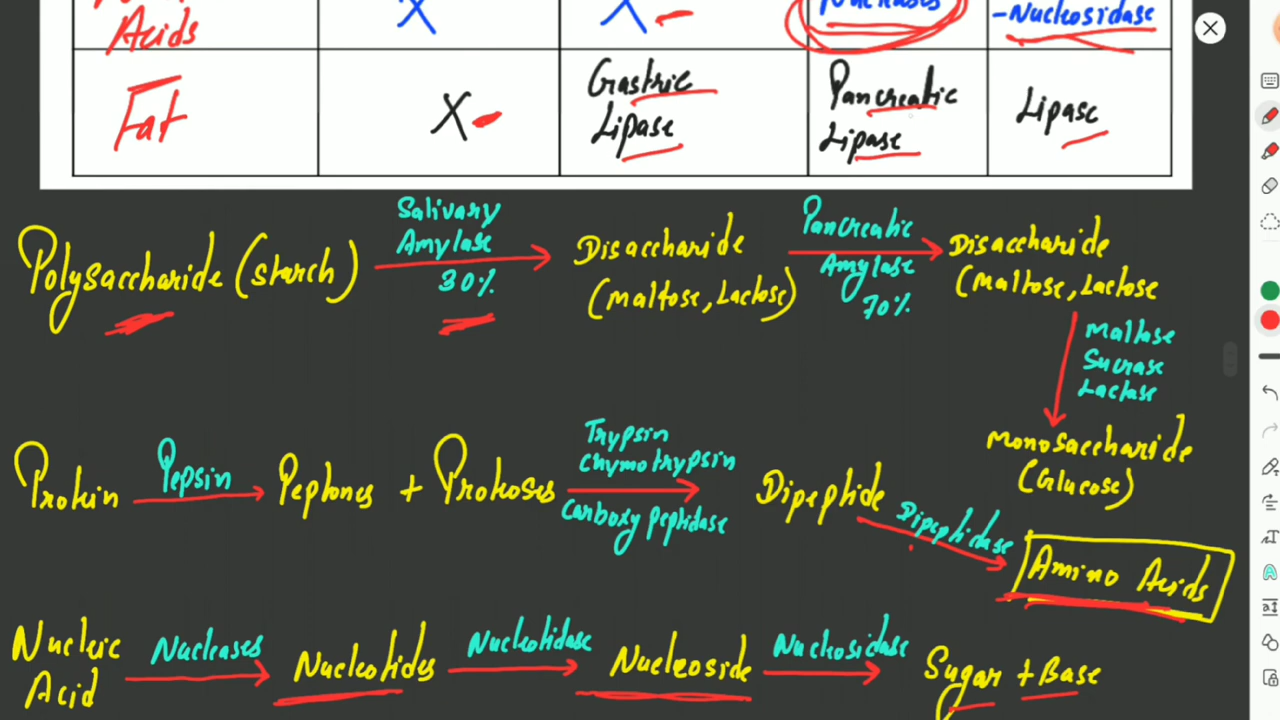 Acids X X - Nucleases -Nucleosidase
Fat X - Gastric Lipase Pancreatic Lipase Lipase
Polysaccharide (starch) Salivary Amylase 30% Disaccharide (Maltose, Lactose) Pancreatic Amylase 70% Disaccharide (Maltose, Lactose)
Maltase
Sucrase
Lactase
Monosaccharide
(Glucose)
Protein Pepsin Peptones + Proteoses Trypsin Chymothrypsin Carboxy peptidase Dipeptide Dipeptidase Amino Acids
Nucleic Acid Nucleases Nucleotides Nucleotidase Nucleoside Nucleosidase Sugar + Base